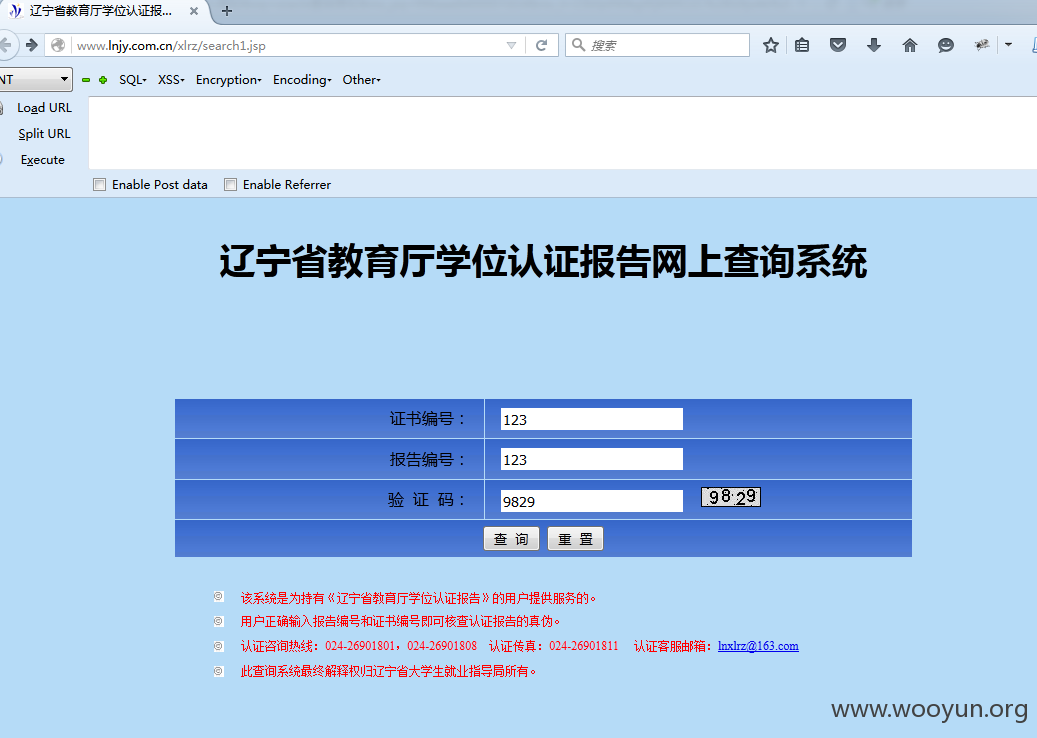 辽宁省教育厅学位认证报...
www.lnjy.com.cn/xlrz/search1.jsp
搜索
NT
SQL
XSS
Encryption
Encoding
Other
Load URL
Split URL
Execute
Enable Post data
Enable Referrer
辽宁省教育厅学位认证报告网上查询系统
证书编号：
123
报告编号：
123
验 证 码：
9829
9829
查 询
重 置
该系统是为持有《辽宁省教育厅学位认证报告》的用户提供服务的。
用户正确输入报告编号和证书编号即可核查认证报告的真伪。
认证咨询热线：024-26901801，024-26901808 认证传真：024-26901811 认证客服邮箱：lnxlrz@163.com
此查询系统最终解释权归辽宁省大学生就业指导局所有。
www.wooyun.org